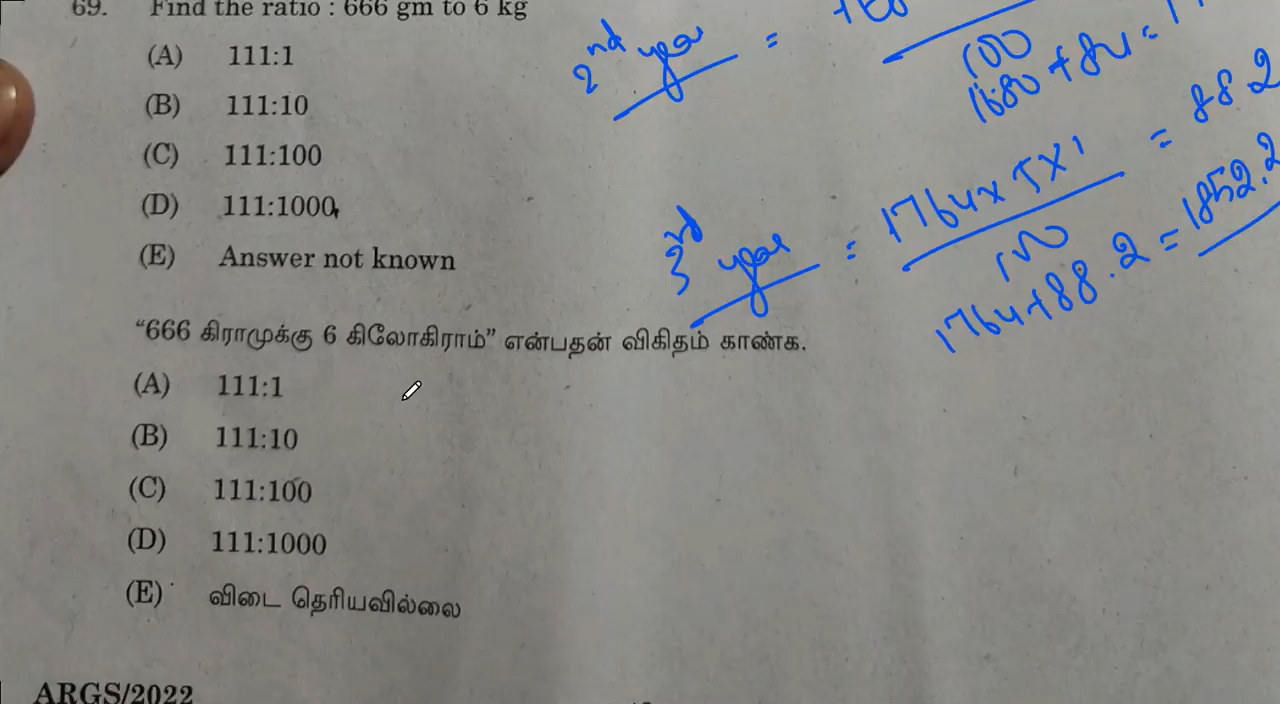 69. Find the ratio : 666 gm to 6 kg
(A) 111:1
(B) 111:10
(C) 111:100
(D) 111:1000
(E) Answer not known
“666 கிராமுக்கு 6 கிலோகிராம்” என்பதன் விகிதம் காண்க.
(A) 111:1
(B) 111:10
(C) 111:100
(D) 111:1000
(E) விடை தெரியவில்லை
ARGS/2022
2nd year =
100
1680 + 84 =
3rd year = 1764 x 5 x 1 = 88.2
100
1764 + 88.2 = 1852.2